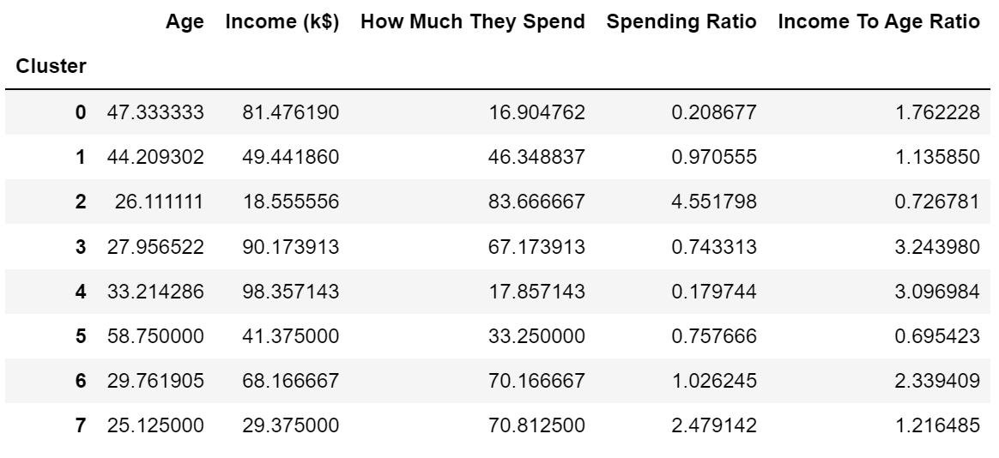 Age Income (k$) How Much They Spend Spending Ratio Income To Age Ratio
Cluster
0 47.333333 81.476190 16.904762 0.208677 1.762228
1 44.209302 49.441860 46.348837 0.970555 1.135850
2 26.111111 18.555556 83.666667 4.551798 0.726781
3 27.956522 90.173913 67.173913 0.743313 3.243980
4 33.214286 98.357143 17.857143 0.179744 3.096984
5 58.750000 41.375000 33.250000 0.757666 0.695423
6 29.761905 68.166667 70.166667 1.026245 2.339409
7 25.125000 29.375000 70.812500 2.479142 1.216485